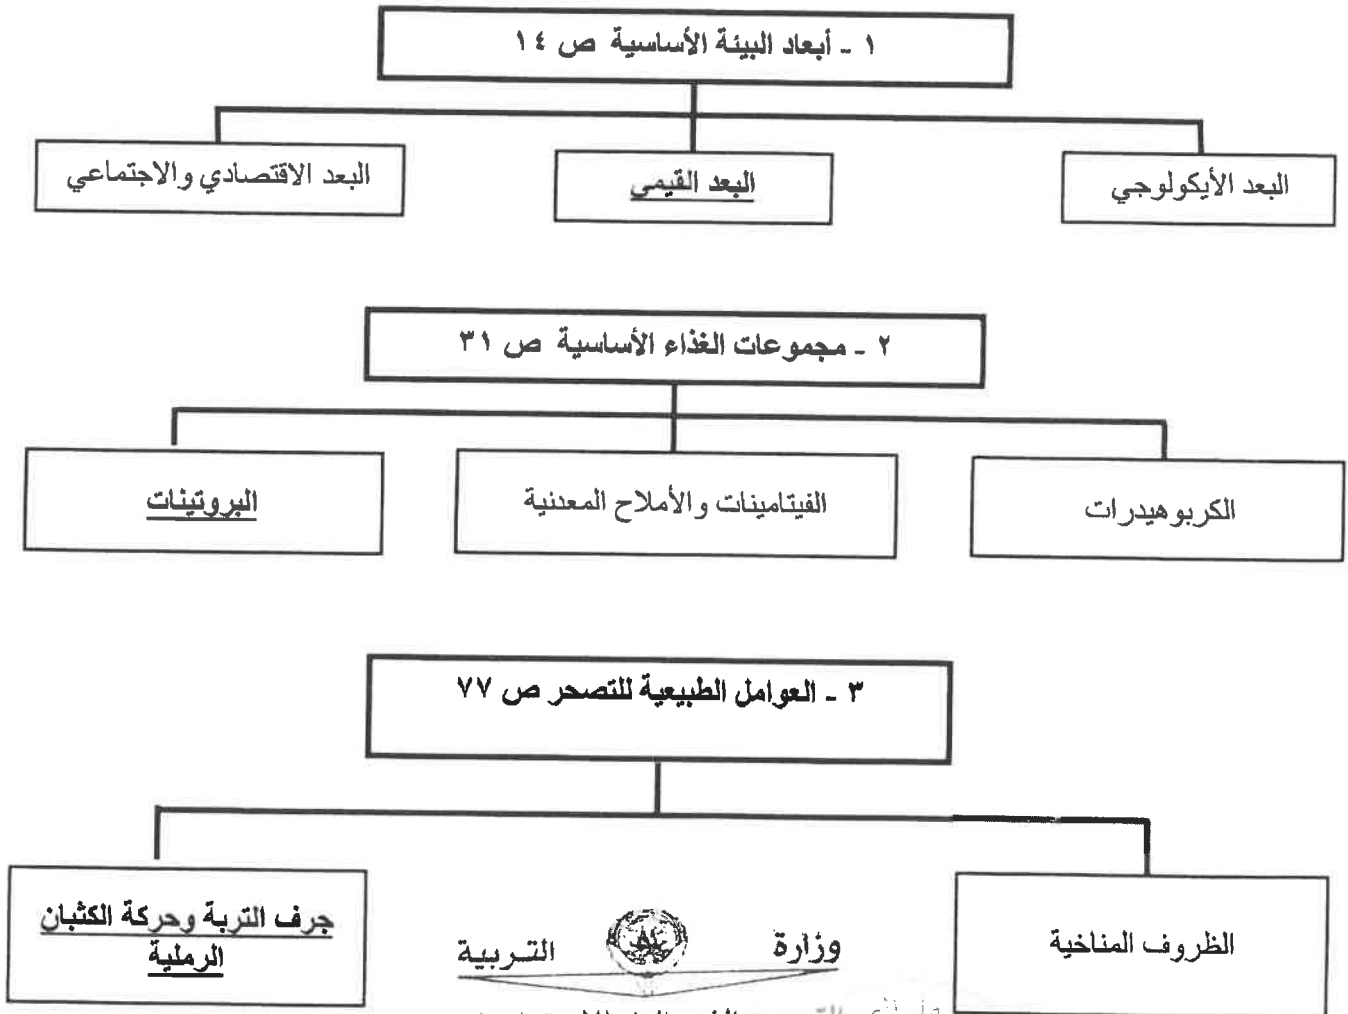 ١ - أبعاد البيئة الأساسية ص ١٤
البعد الأيكولوجي
البعد القيمي
البعد الاقتصادي والاجتماعي
٢ - مجموعات الغذاء الأساسية ص ٣١
الكربوهيدرات
الفيتامينات والأملاح المعدنية
البروتينات
٣ - العوامل الطبيعية للتصحر ص ٧٧
الظروف المناخية
جرف التربة وحركة الكثبان
الرملية
وزارة التربية